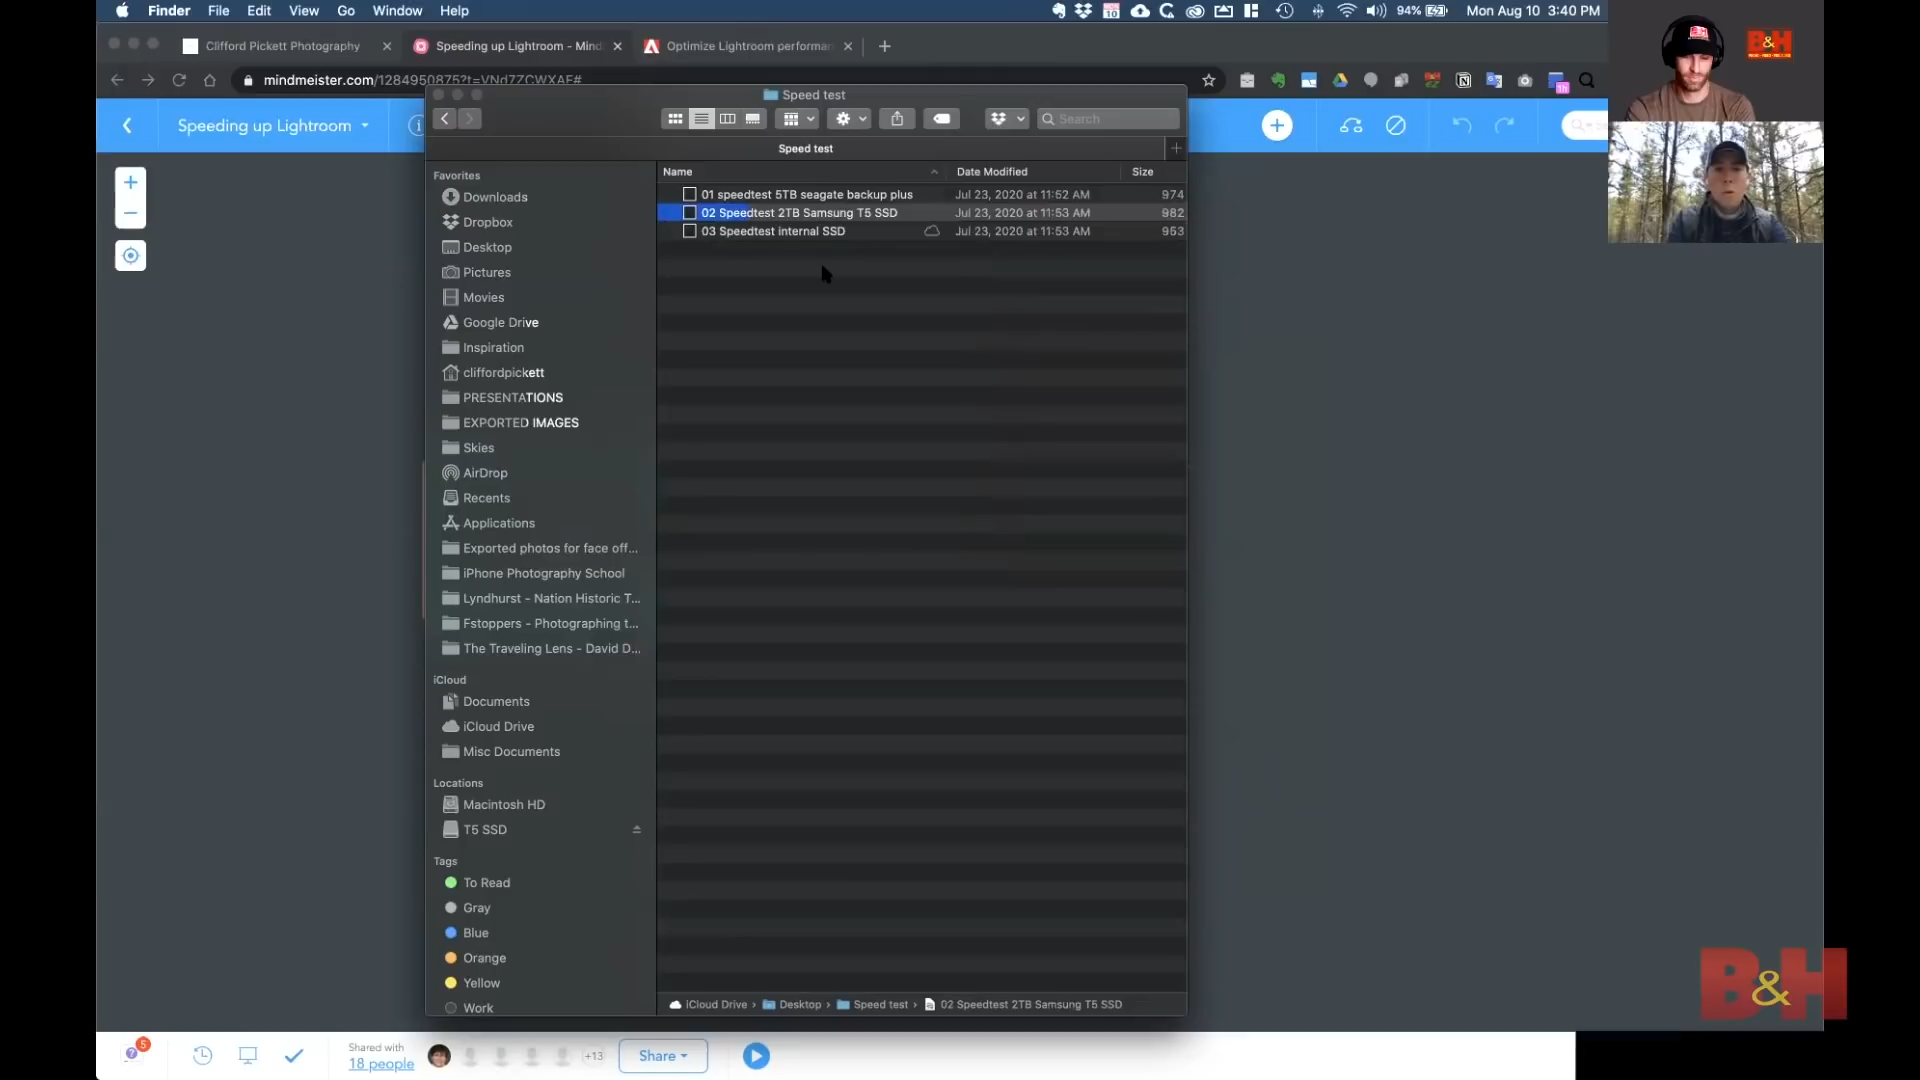 Finder File Edit View Go Window Help 94% Mon Aug 10 3:40 PM
Clifford Pickett Photography Speeding up Lightroom - Mind Optimize Lightroom performan
mindmeister.com/1284950875?t=VNd7ZCWXAF#
Speeding up Lightroom
Speed test
Search
Speed test
Name Date Modified Size
01 speedtest 5TB seagate backup plus Jul 23, 2020 at 11:52 AM 974
02 Speedtest 2TB Samsung T5 SSD Jul 23, 2020 at 11:53 AM 982
03 Speedtest internal SSD Jul 23, 2020 at 11:53 AM 953
Favorites
Downloads
Dropbox
Desktop
Pictures
Movies
Google Drive
Inspiration
cliffordpickett
PRESENTATIONS
EXPORTED IMAGES
Skies
AirDrop
Recents
Applications
Exported photos for face off...
iPhone Photography School
Lyndhurst - Nation Historic T...
Fstoppers - Photographing t...
The Traveling Lens - David D...
iCloud
Documents
iCloud Drive
Misc Documents
Locations
Macintosh HD
T5 SSD
Tags
To Read
Gray
Blue
Orange
Yellow
Work
iCloud Drive › Desktop › Speed test › 02 Speedtest 2TB Samsung T5 SSD
5
Shared with
18 people
+13
Share
B&H
B&H